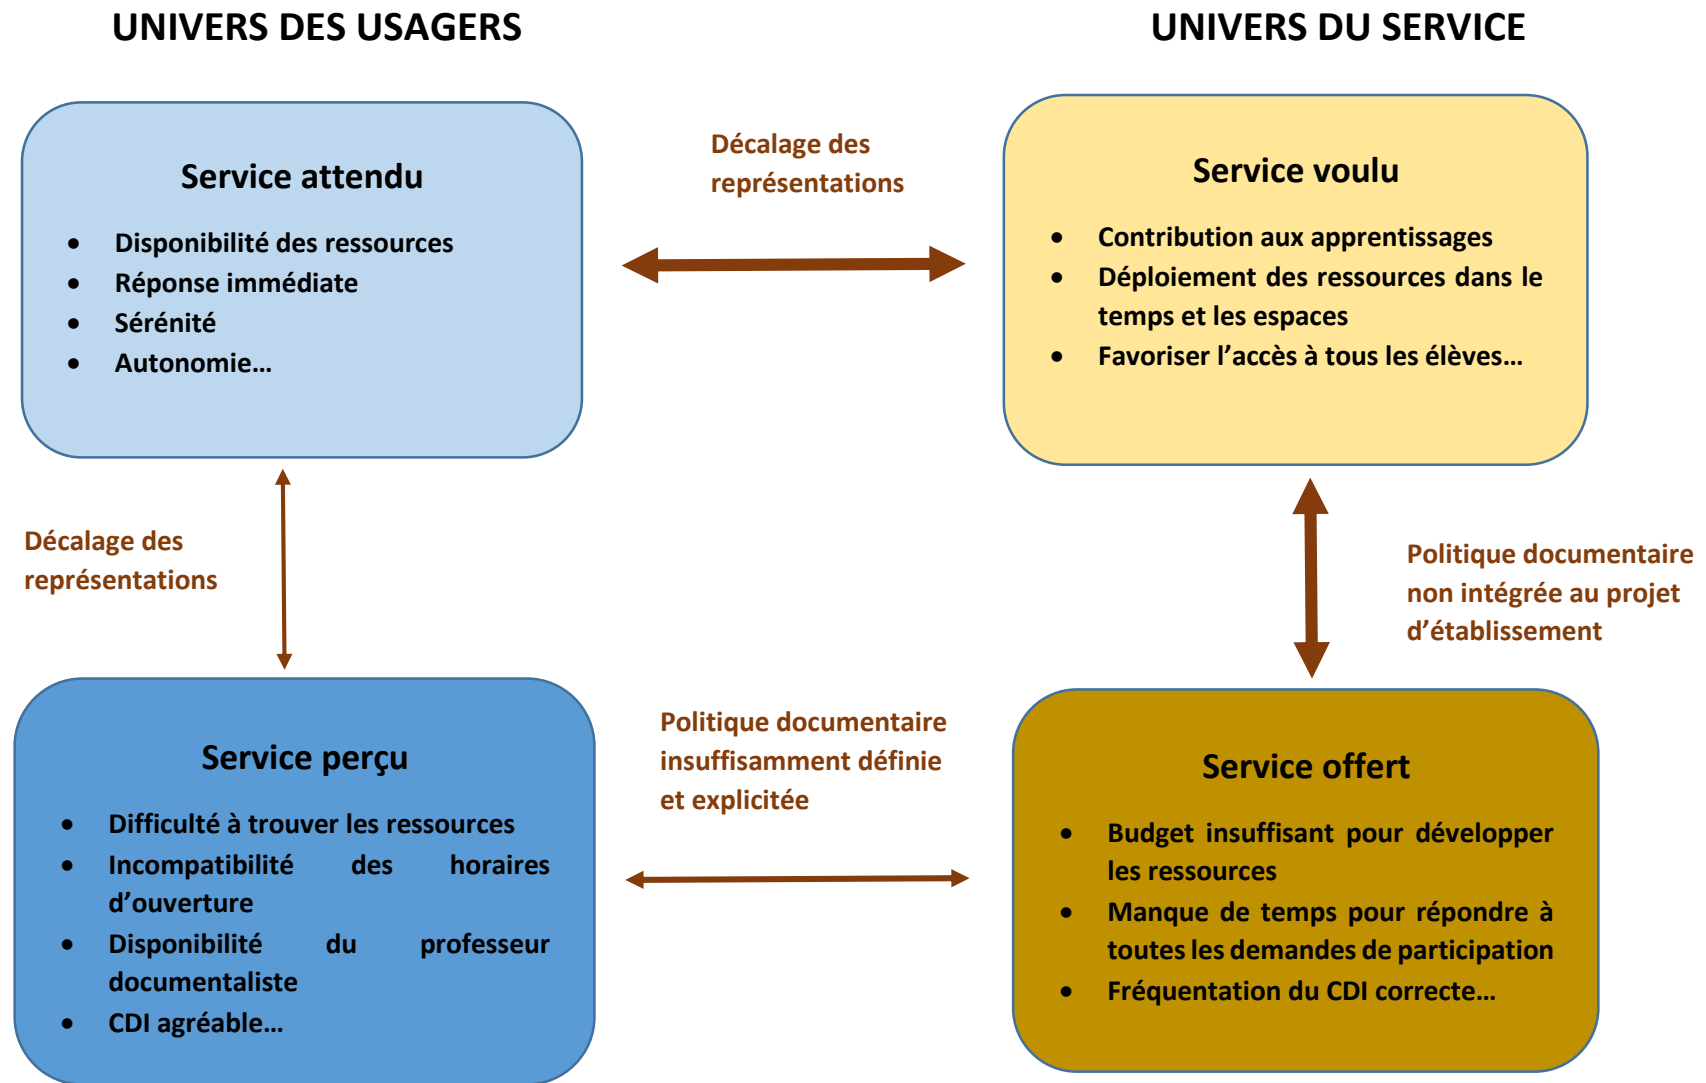 UNIVERS DES USAGERS
UNIVERS DU SERVICE
Service attendu
• Disponibilité des ressources
• Réponse immédiate
• Sérénité
• Autonomie…
Décalage des
représentations
Service voulu
• Contribution aux apprentissages
• Déploiement des ressources dans le
temps et les espaces
• Favoriser l’accès à tous les élèves…
Décalage des
représentations
Politique documentaire
non intégrée au projet
d’établissement
Service perçu
• Difficulté à trouver les ressources
• Incompatibilité des horaires
d’ouverture
• Disponibilité du professeur
documentaliste
• CDI agréable…
Politique documentaire
insuffisamment définie
et explicitée
Service offert
• Budget insuffisant pour développer
les ressources
• Manque de temps pour répondre à
toutes les demandes de participation
• Fréquentation du CDI correcte…